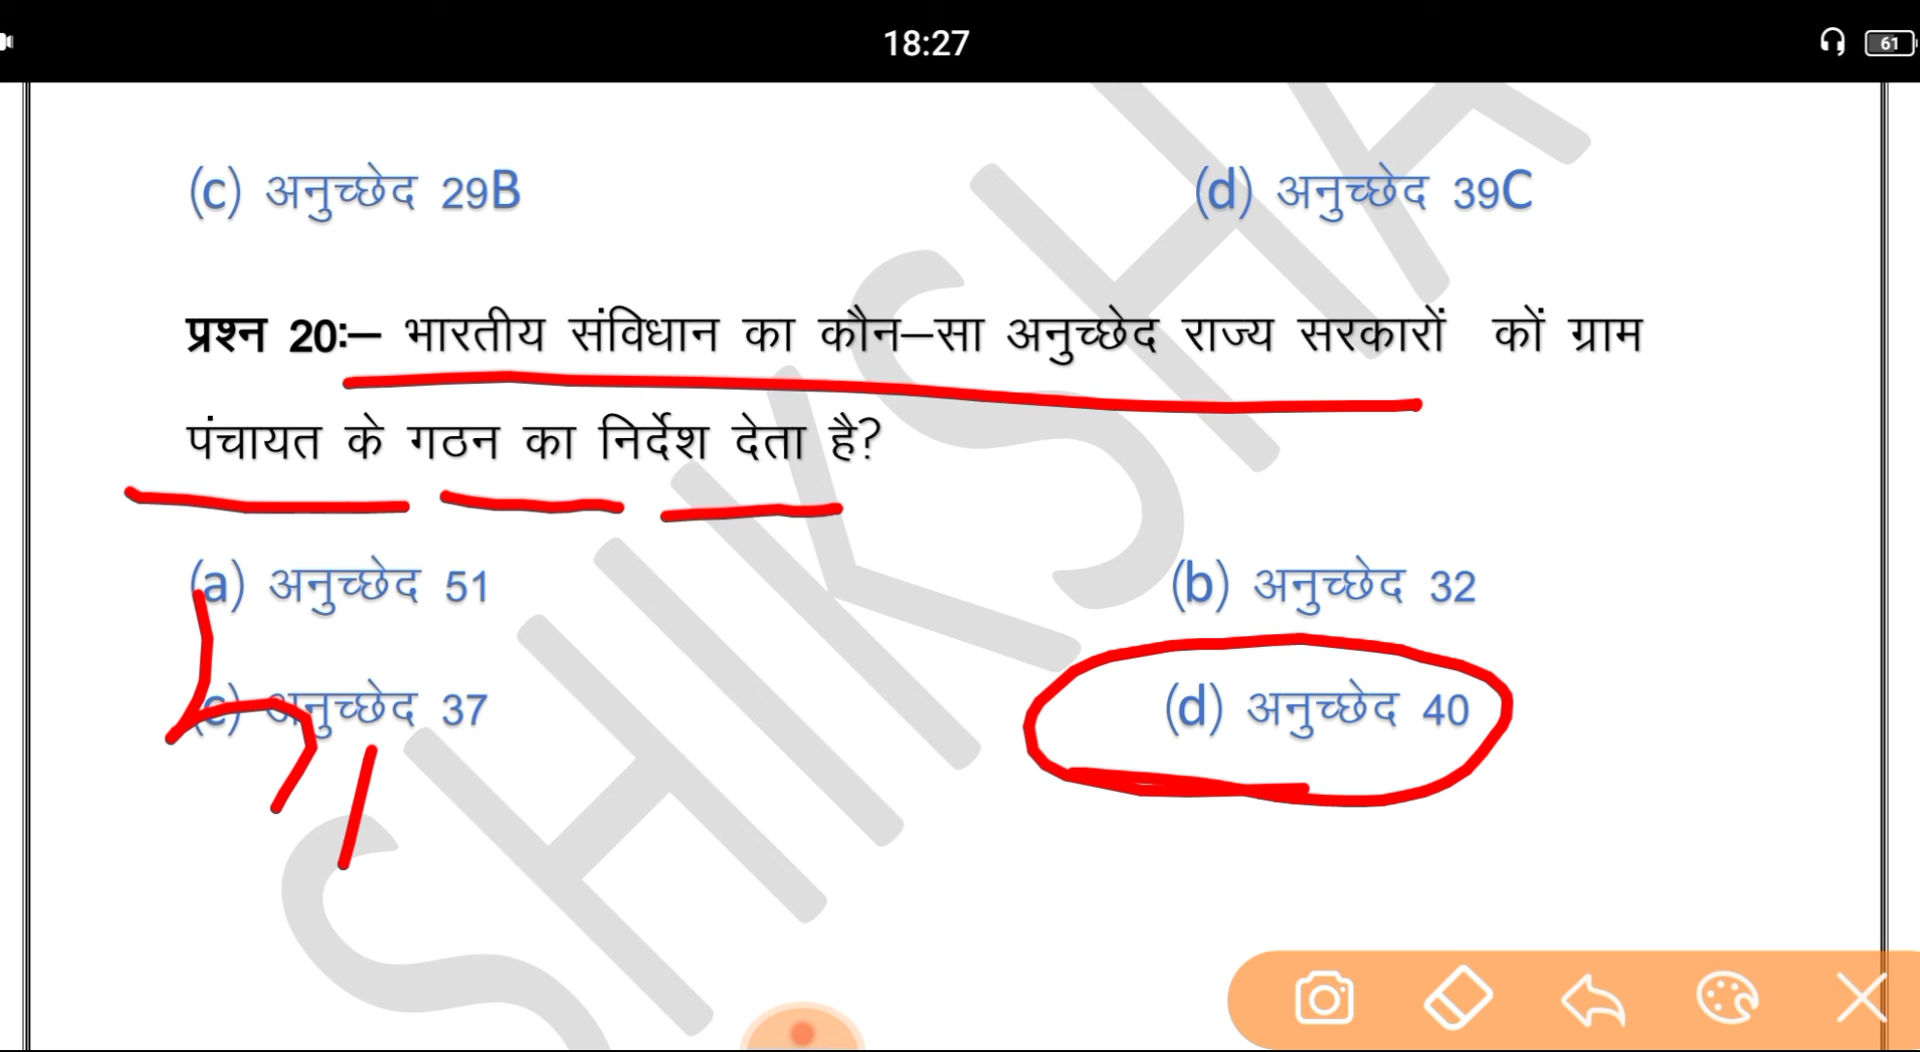 18:27
61
(c) अनुच्छेद 29B
(d) अनुच्छेद 39C
प्रश्न 20:— भारतीय संविधान का कौन—सा अनुच्छेद राज्य सरकारों कों ग्राम
पंचायत के गठन का निर्देश देता है?
(a) अनुच्छेद 51
(b) अनुच्छेद 32
(c) अनुच्छेद 37
(d) अनुच्छेद 40
SHIKSHA